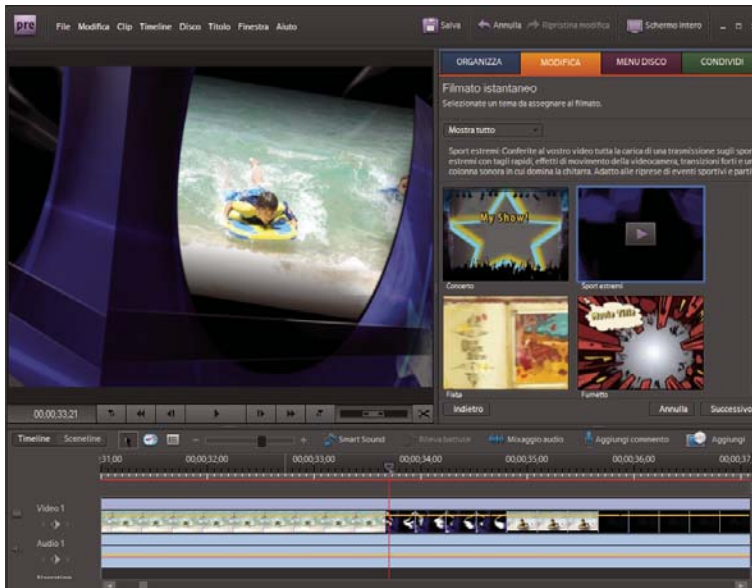 pre File Modifica Clip Timeline Disco Titolo Finestra Aiuto Salva Annulla Ripristina modifica Schermo intero
ORGANIZZA MODIFICA MENU DISCO CONDIVIDI
Filmato istantaneo
Selezionate un tema da assegnare al filmato.
Mostra tutto
Sport estremi: Conferite al vostro video tutta la carica di una trasmissione sugli spor
estremi con tagli rapidi, effetti di movimento della videocamera, transizioni forti e un
colonna sonora in cui domina la chitarra. Adatto alle riprese di eventi sportivi e parti
My Show!
Concerto Sport estremi
Movie Title
Fiaba Fumetto
Indietro Annulla Successivo
00;00;33;21
Timeline Sceneline Smart Sound Rileva battute Mixaggio audio Aggiungi commento Aggiungi
;31;00 00;00;32;00 00;00;33;00 00;00;34;00 00;00;35;00 00;00;36;00 00;00;37;
Video 1
Audio 1